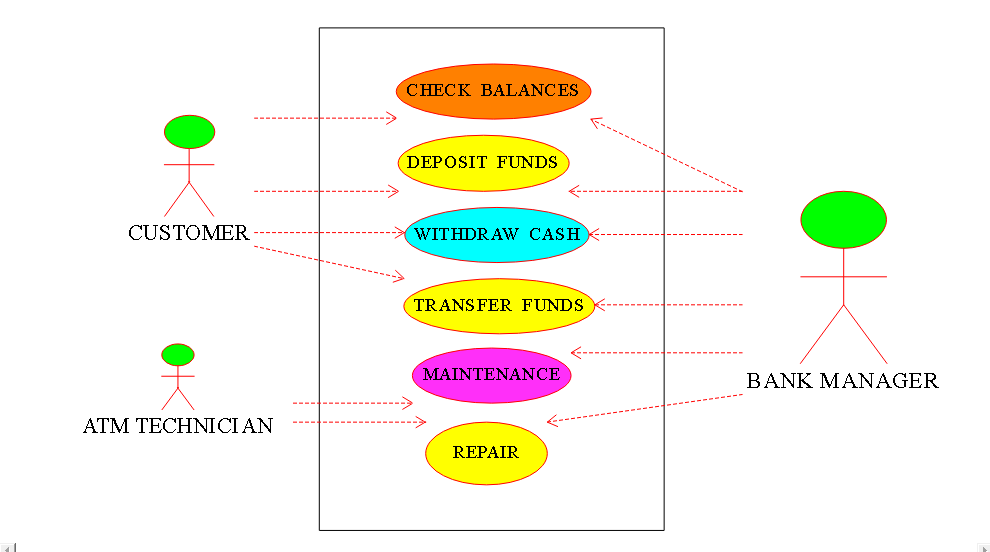 CHECK BALANCES
DEPOSIT FUNDS
CUSTOMER
WITHDRAW CASH
TRANSFER FUNDS
MAINTENANCE
BANK MANAGER
ATM TECHNICIAN
REPAIR